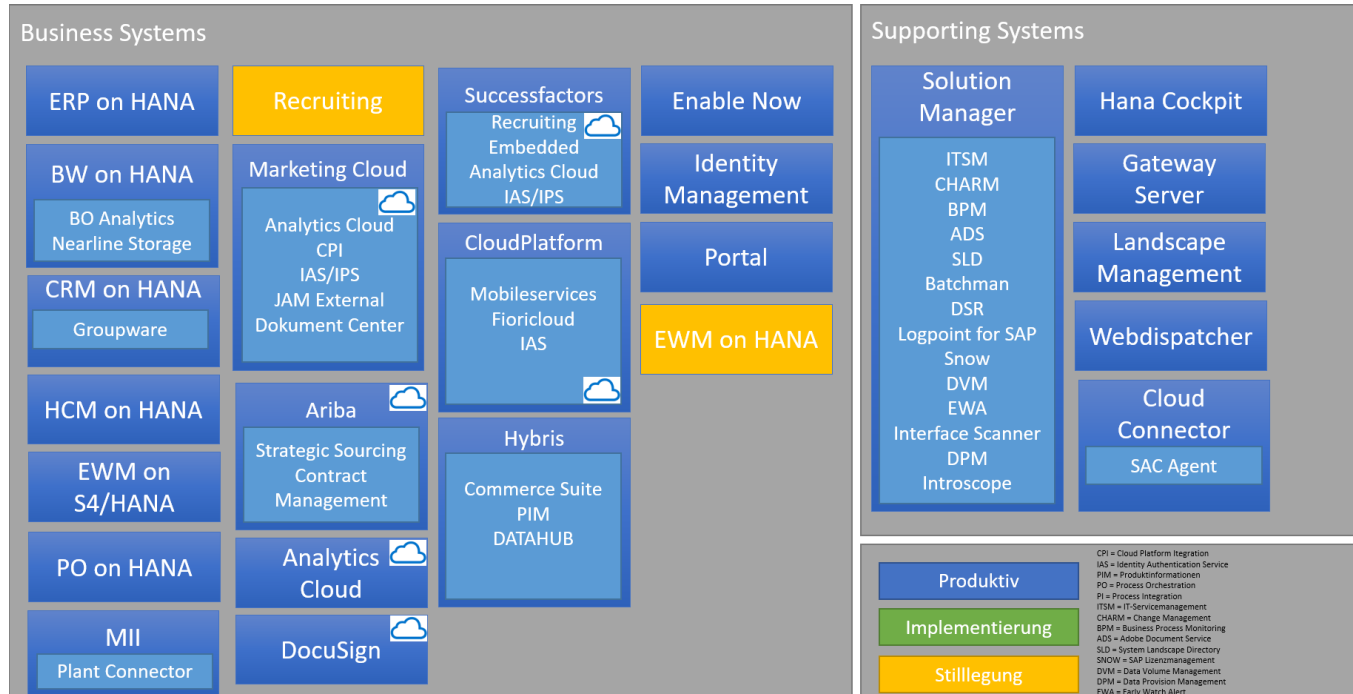 Business Systems
ERP on HANA
BW on HANA
BO Analytics
Nearline Storage
CRM on HANA
Groupware
HCM on HANA
EWM on
S4/HANA
PO on HANA
MII
Plant Connector
Recruiting
Marketing Cloud
Analytics Cloud
CPI
IAS/IPS
JAM External
Dokument Center
Ariba
Strategic Sourcing
Contract
Management
Analytics
Cloud
DocuSign
Successfactors
Recruiting
Embedded
Analytics Cloud
IAS/IPS
CloudPlatform
Mobileservices
Fioricloud
IAS
Hybris
Commerce Suite
PIM
DATAHUB
Enable Now
Identity
Management
Portal
EWM on HANA
Supporting Systems
Solution
Manager
ITSM
CHARM
BPM
ADS
SLD
Batchman
DSR
Logpoint for SAP
Snow
DVM
EWA
Interface Scanner
DPM
Introscope
Hana Cockpit
Gateway
Server
Landscape
Management
Webdispatcher
Cloud
Connector
SAC Agent
Produktiv
Implementierung
Stilllegung
CPI = Cloud Platform Itegration
IAS = Identity Authentication Service
PIM = Produktinformationen
PO = Process Orchestration
PI = Process Integration
ITSM = IT-Servicemanagement
CHARM = Change Management
BPM = Business Process Monitoring
ADS = Adobe Document Service
SLD = System Landscape Directory
SNOW = SAP Lizenzmanagement
DVM = Data Volume Management
DPM = Data Provision Management
EWA = Early Watch Alert